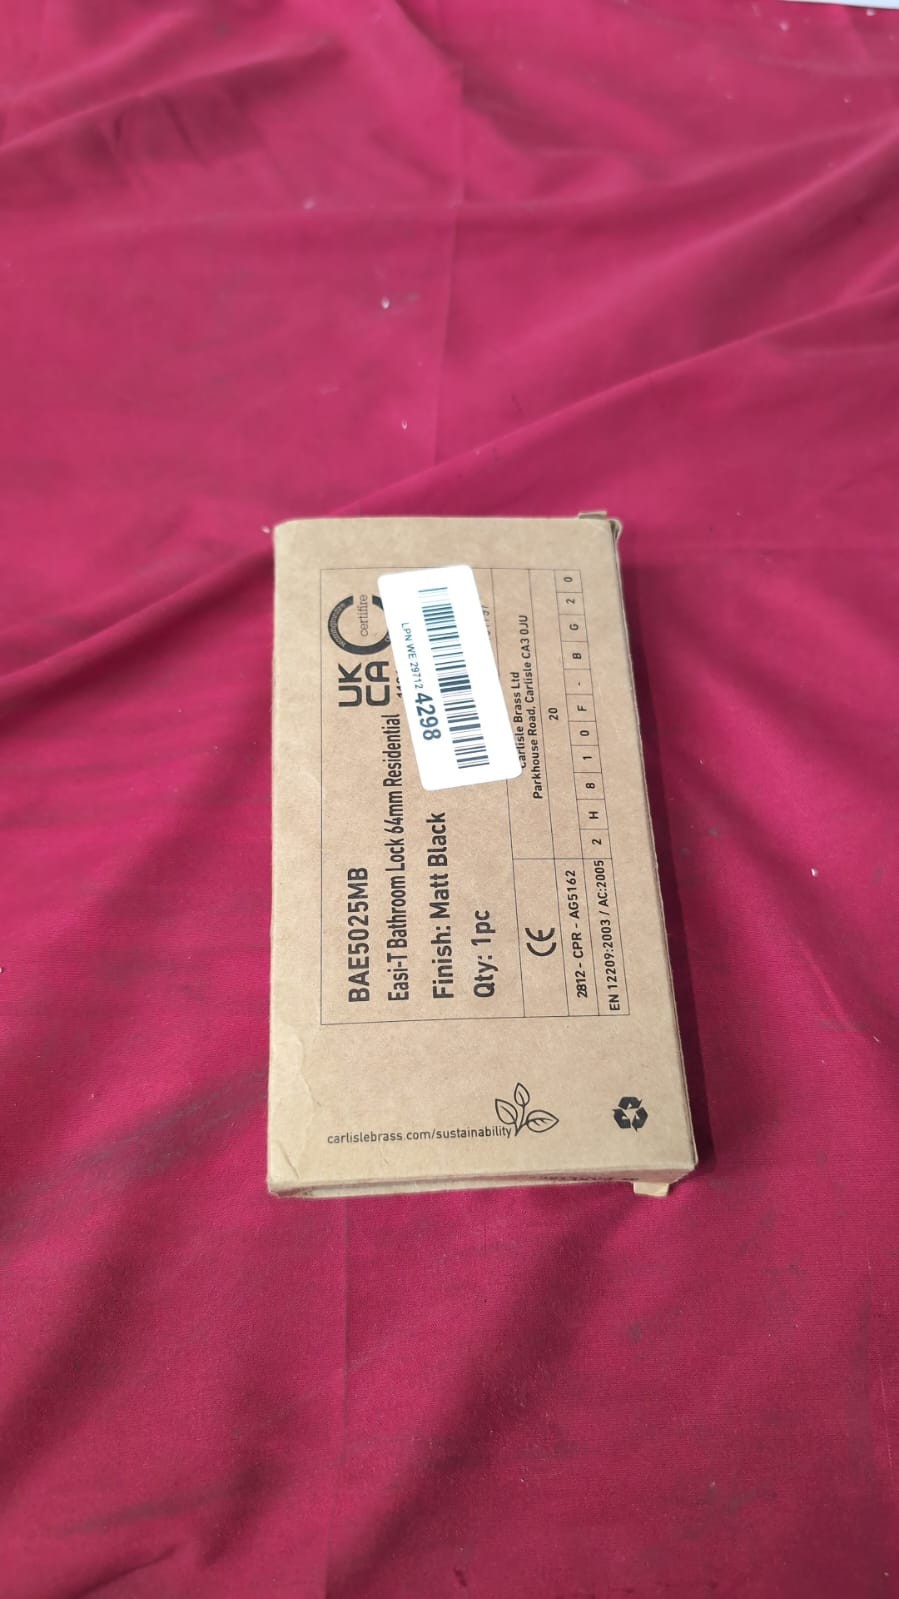 BAE5025MB
Easi-T Bathroom Lock 64mm Residential
Finish: Matt Black
Qty: 1pc
UK
CA
certifire
LPN WE 29712 4298
CE
Carlisle Brass Ltd
Parkhouse Road, Carlisle CA3 0JU
20
2812 - CPR - AG5162
EN 12209:2003 / AC:2005
2 H 8 1 0 F - B G 2 0
carlislebrass.com/sustainability